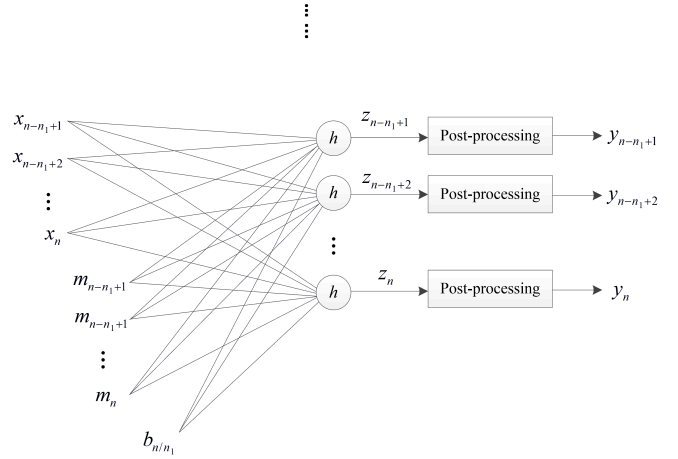 x_{n-n_1+1}
x_{n-n_1+2}
x_n
m_{n-n_1+1}
m_{n-n_1+1}
m_n
b_{n/n_1}
h
h
h
z_{n-n_1+1}
z_{n-n_1+2}
z_n
Post-processing
Post-processing
Post-processing
y_{n-n_1+1}
y_{n-n_1+2}
y_n